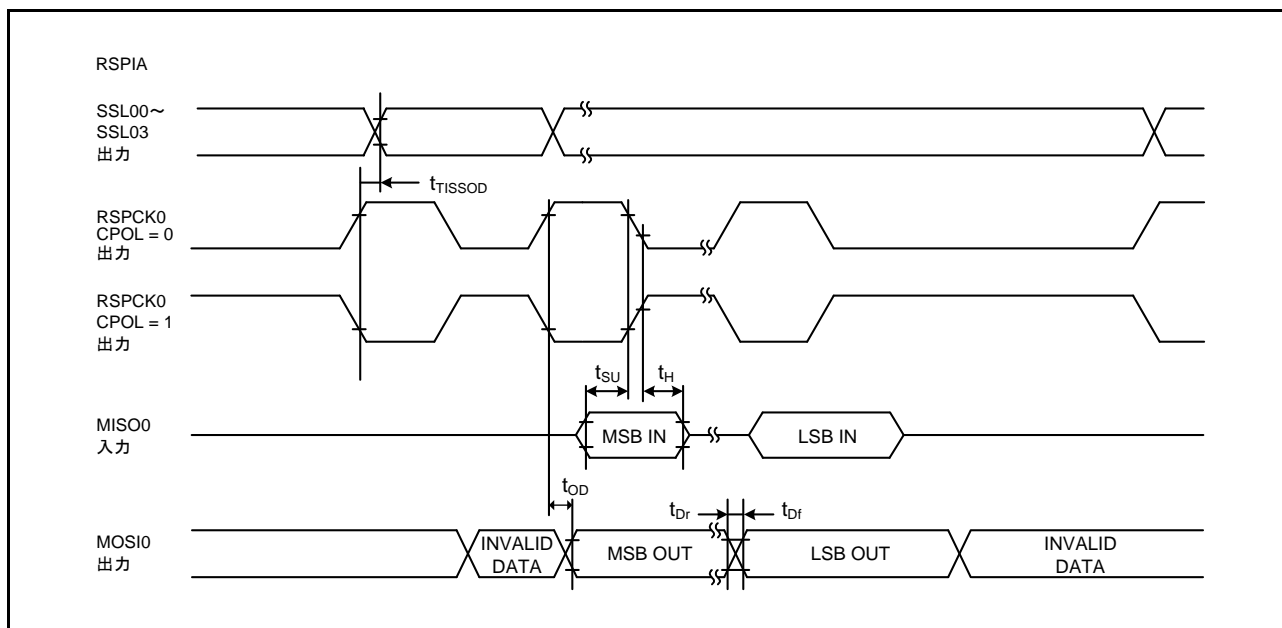 RSPIA
SSL00～
SSL03
出力
tTISSOD
RSPCK0
CPOL = 0
出力
RSPCK0
CPOL = 1
出力
tSU
tH
MISO0
入力
MSB IN
LSB IN
tOD
tDr
tDf
MOSI0
出力
INVALID
DATA
MSB OUT
LSB OUT
INVALID
DATA